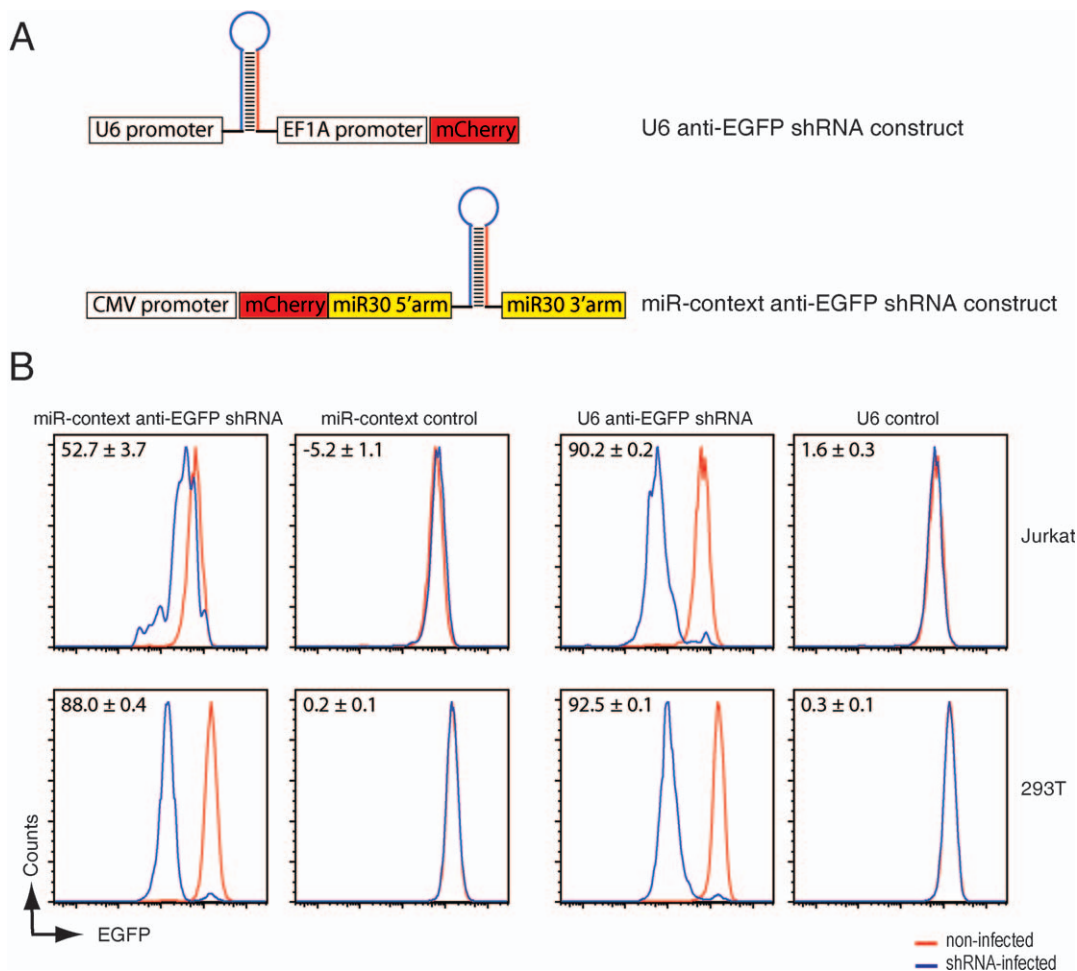 A
U6 promoter EF1A promoter mCherry U6 anti-EGFP shRNA construct
CMV promoter mCherry miR30 5'arm miR30 3'arm miR-context anti-EGFP shRNA construct
B
miR-context anti-EGFP shRNA miR-context control U6 anti-EGFP shRNA U6 control
52.7 ± 3.7 -5.2 ± 1.1 90.2 ± 0.2 1.6 ± 0.3
Jurkat
88.0 ± 0.4 0.2 ± 0.1 92.5 ± 0.1 0.3 ± 0.1
293T
Counts
EGFP
non-infected
shRNA-infected